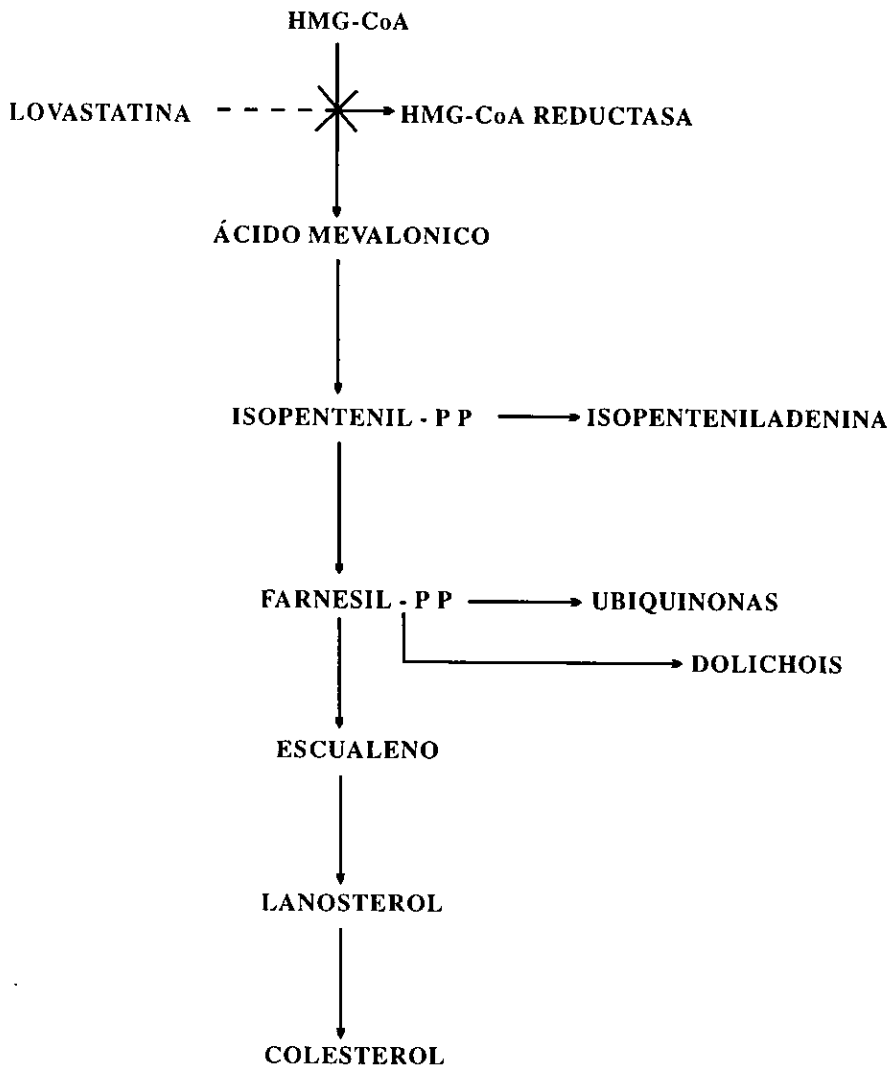 HMG-CoA
LOVASTATINA
HMG-CoA REDUCTASA
ÁCIDO MEVALONICO
ISOPENTENIL - P P
ISOPENTENILADENINA
FARNESIL - P P
UBIQUINONAS
DOLICHOIS
ESCUALENO
LANOSTEROL
COLESTEROL